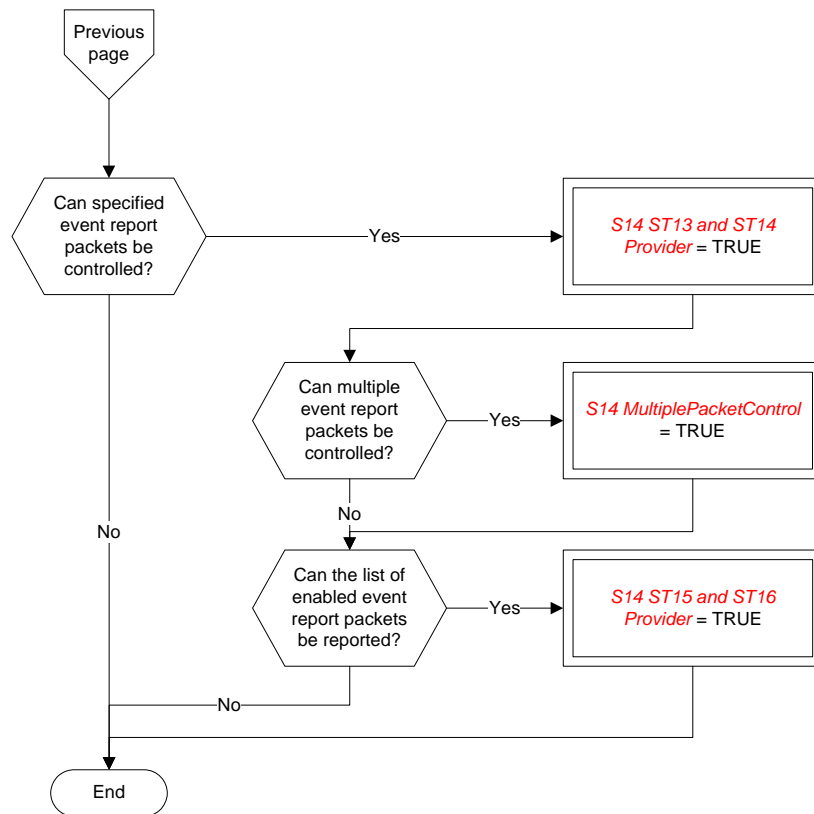 Previous
page
Can specified
event report
packets be
controlled?
Yes
S14 ST13 and ST14
Provider = TRUE
Can multiple
event report
packets be
controlled?
Yes
S14 MultiplePacketControl
= TRUE
No
No
Can the list of
enabled event
report packets
be reported?
Yes
S14 ST15 and ST16
Provider = TRUE
No
End